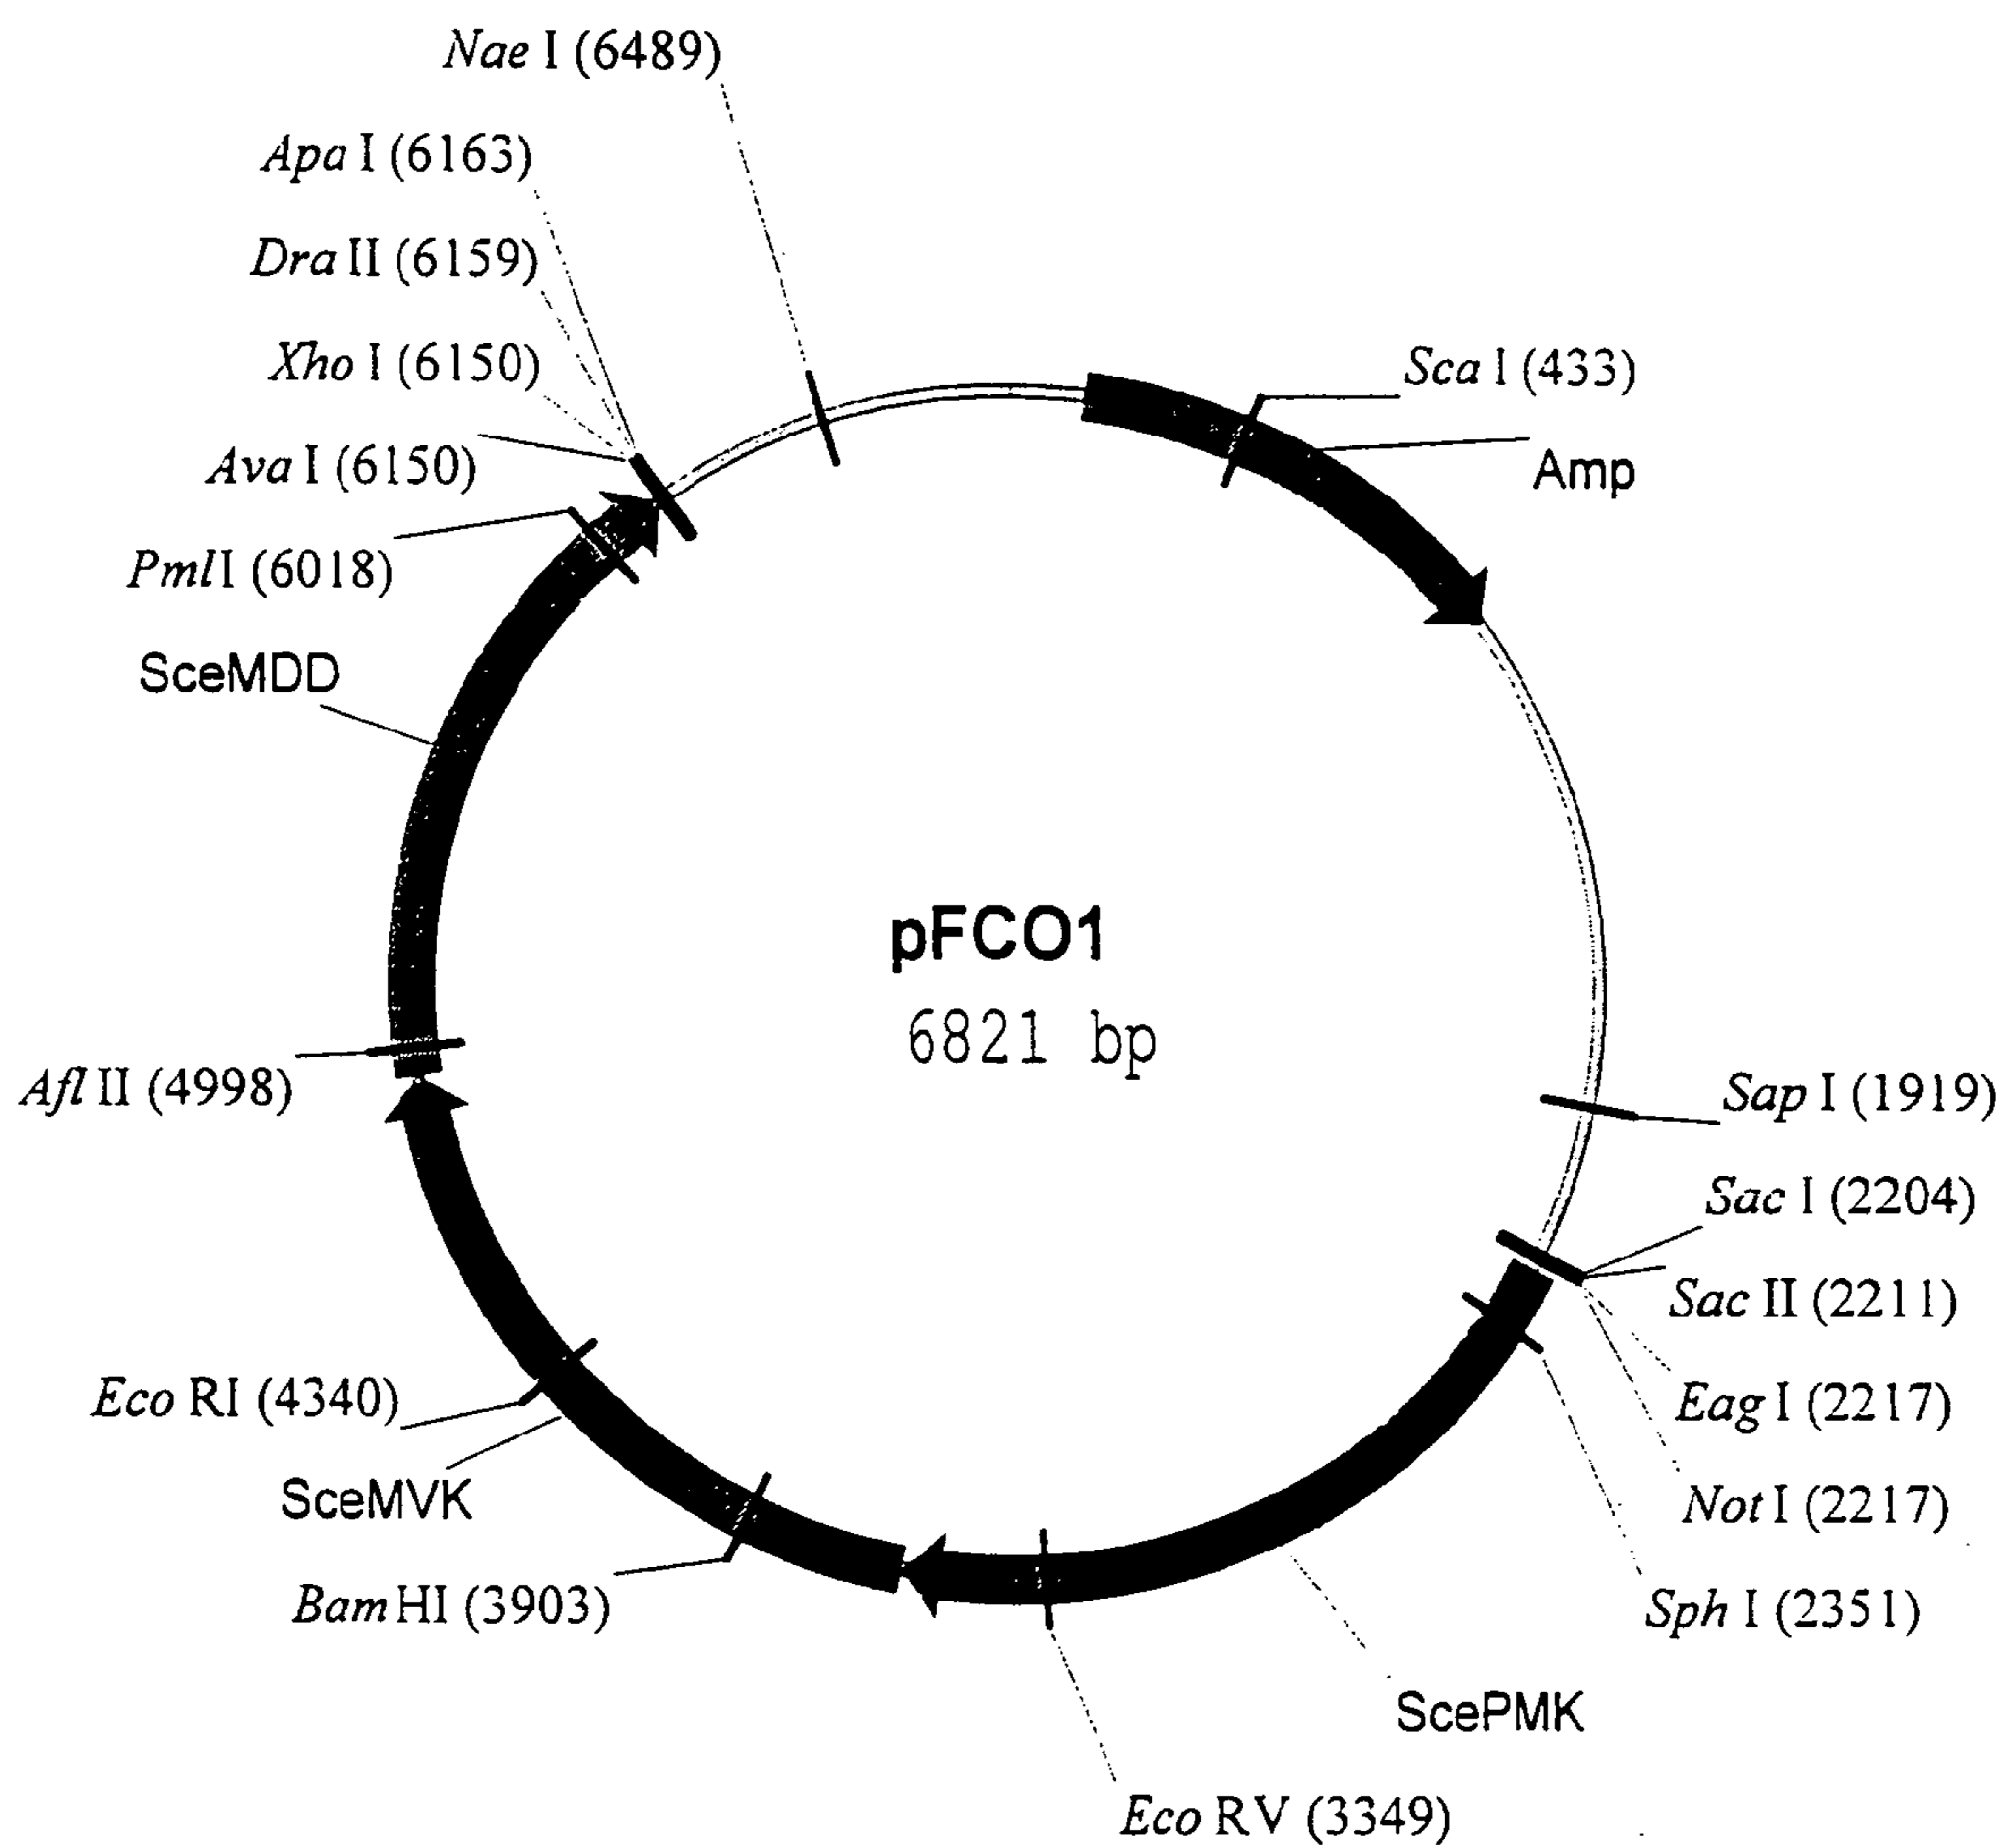 Nae I (6489)
Apa I (6163)
Dra II (6159)
Xho I (6150)
Ava I (6150)
Pml I (6018)
SceMDD
Afl II (4998)
Eco RI (4340)
SceMVK
Bam HI (3903)
Sca I (433)
Amp
pFCO1
6821 bp
Sap I (1919)
Sac I (2204)
Sac II (2211)
Eag I (2217)
Not I (2217)
Sph I (2351)
ScePMK
Eco RV (3349)